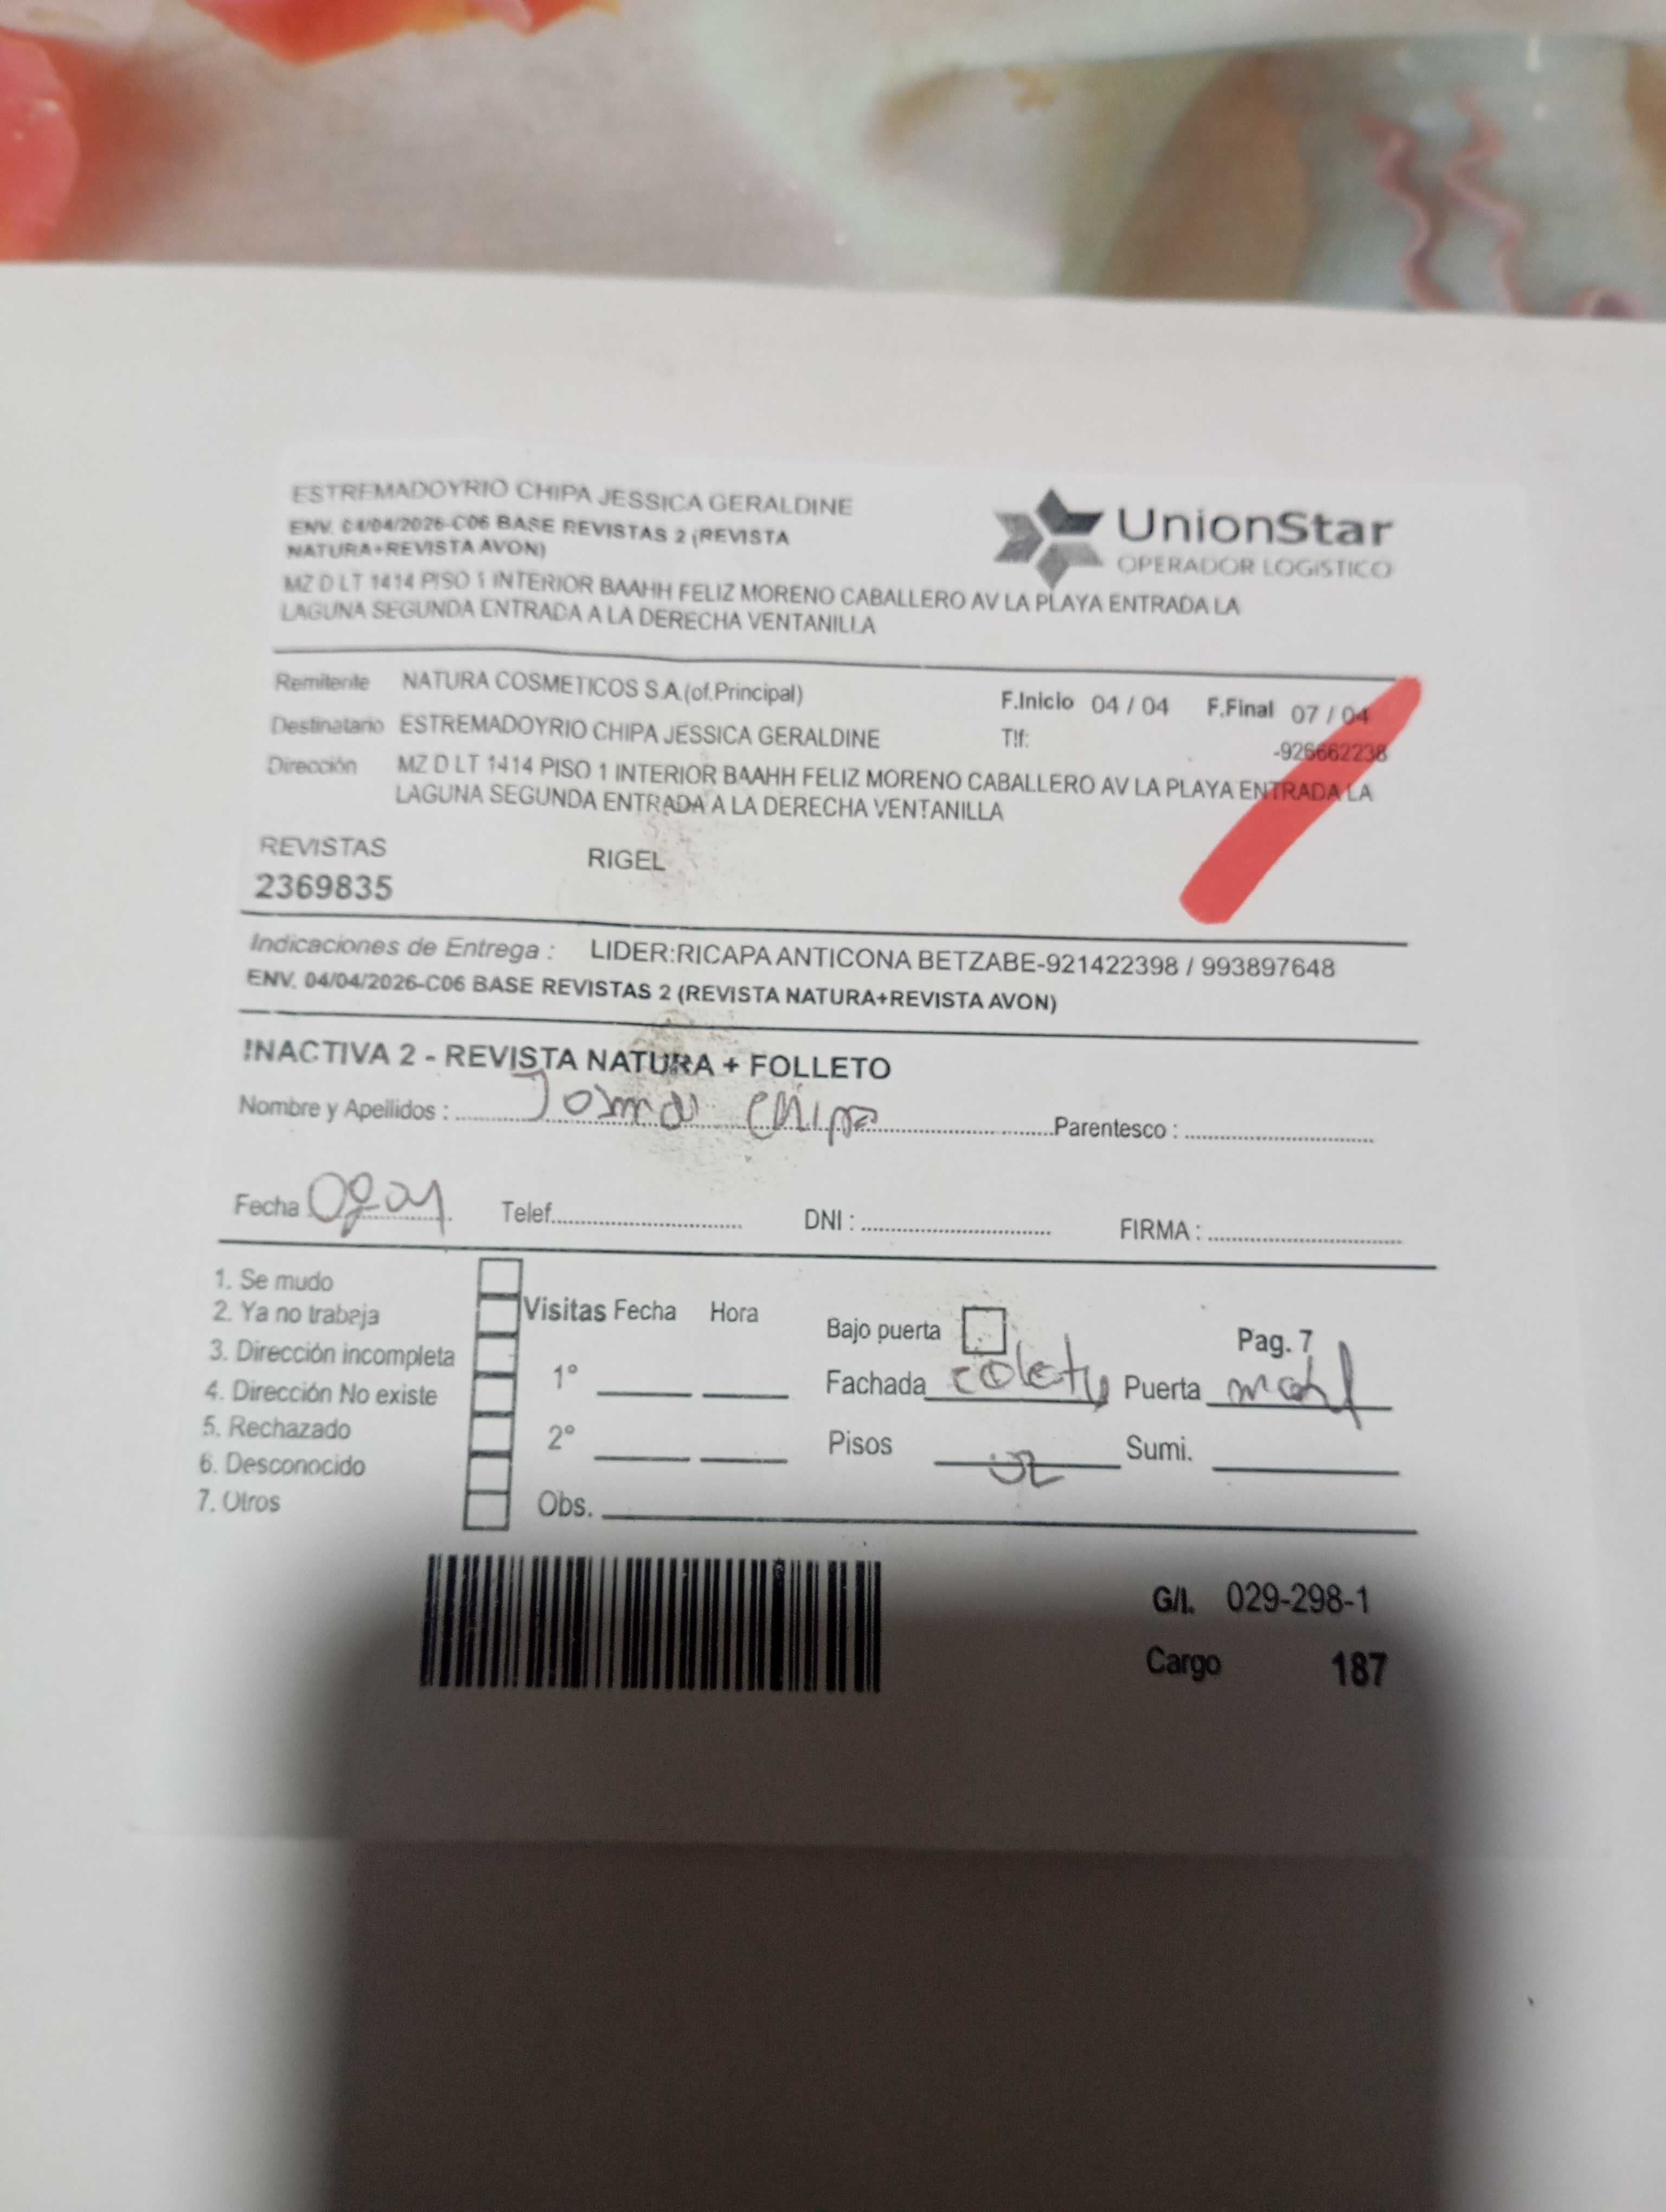 ESTREMADOYRIO CHIPA JESSICA GERALDINE
ENV. 04/04/2026-C06 BASE REVISTAS 2 (REVISTA
NATURA+REVISTA AVON)
UnionStar
OPERADOR LOGISTICO
MZ D LT 1414 PISO 1 INTERIOR BAAHH FELIZ MORENO CABALLERO AV LA PLAYA ENTRADA LA
LAGUNA SEGUNDA ENTRADA A LA DERECHA VENTANILLA
Remitente NATURA COSMETICOS S.A.(of.Principal) F.Inicio 04 / 04 F.Final 07 / 04
Destinatario ESTREMADOYRIO CHIPA JESSICA GERALDINE Tlf: -926662238
Dirección MZ D LT 1414 PISO 1 INTERIOR BAAHH FELIZ MORENO CABALLERO AV LA PLAYA ENTRADA LA
LAGUNA SEGUNDA ENTRADA A LA DERECHA VENTANILLA
REVISTAS RIGEL
2369835
Indicaciones de Entrega : LIDER:RICAPA ANTICONA BETZABE-921422398 / 993897648
ENV. 04/04/2026-C06 BASE REVISTAS 2 (REVISTA NATURA+REVISTA AVON)
INACTIVA 2 - REVISTA NATURA + FOLLETO
Nombre y Apellidos : Chipa Parentesco :
Fecha Telef. DNI : FIRMA :
1. Se mudo
2. Ya no trabaja
3. Dirección incompleta
4. Dirección No existe
5. Rechazado
6. Desconocido
7. Otros
Visitas Fecha Hora
1°
2°
Obs.
Bajo puerta Pag. 7
Fachada Puerta
Pisos 02 Sumi.
G/I. 029-298-1
Cargo 187